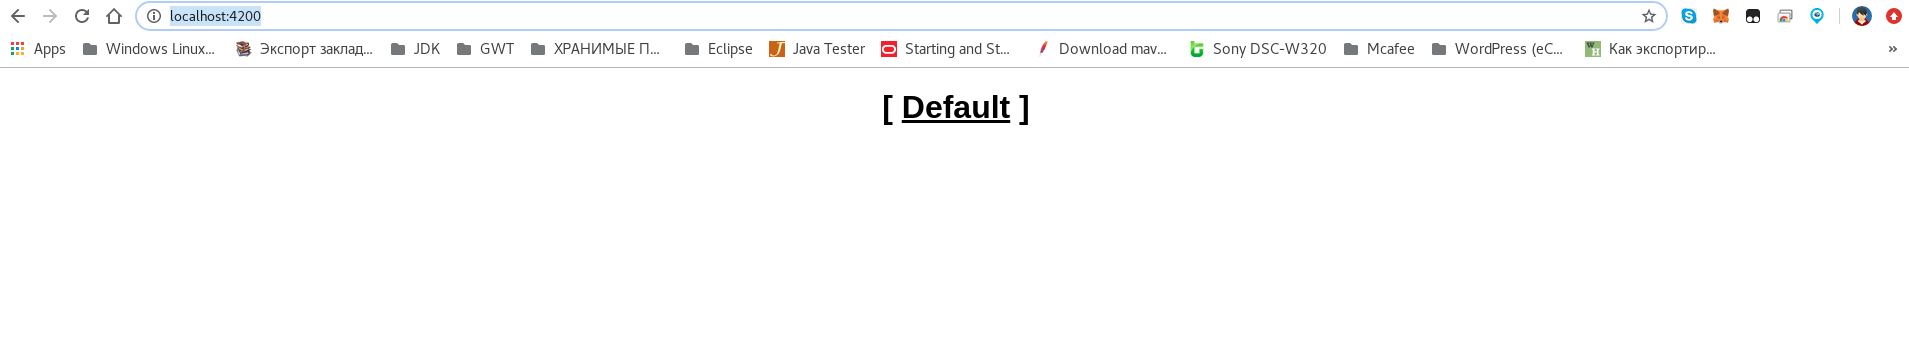 localhost:4200
Apps Windows Linux... Экспорт заклад... JDK GWT ХРАНИМЫЕ П... Eclipse Java Tester Starting and St... Download mav... Sony DSC-W320 Mcafee WordPress (eC... Как экспортир... »
[ Default ]